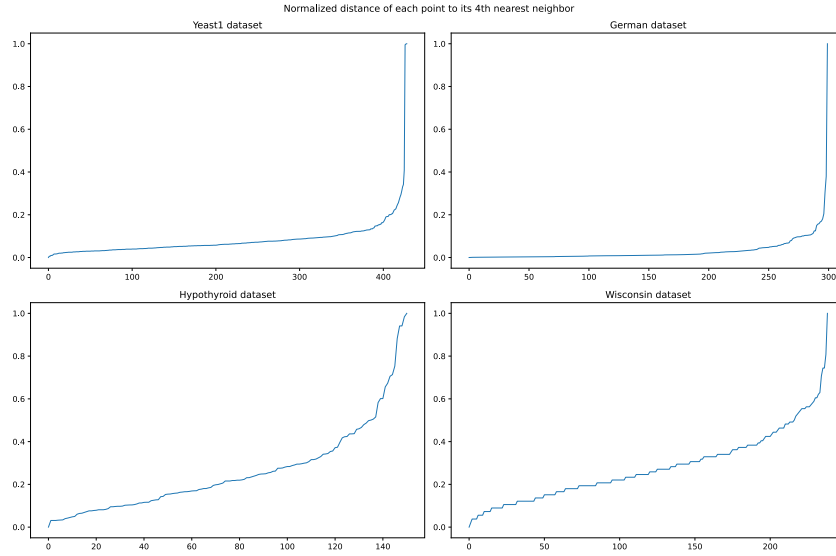 Normalized distance of each point to its 4th nearest neighbor
Yeast1 dataset
1.0
0.8
0.6
0.4
0.2
0.0
0 100 200 300 400
German dataset
1.0
0.8
0.6
0.4
0.2
0.0
0 50 100 150 200 250 300
Hypothyroid dataset
1.0
0.8
0.6
0.4
0.2
0.0
0 20 40 60 80 100 120 140
Wisconsin dataset
1.0
0.8
0.6
0.4
0.2
0.0
0 50 100 150 200